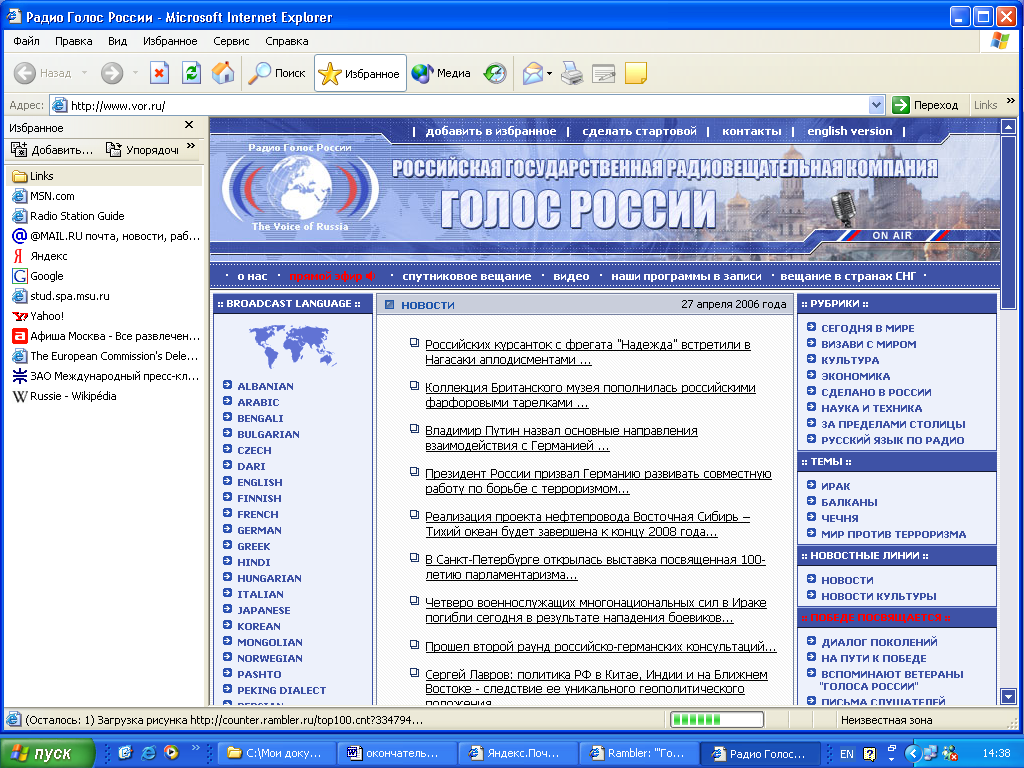 Радио Голос России - Microsoft Internet Explorer
Файл Правка Вид Избранное Сервис Справка
Назад Поиск Избранное Медиа
Адрес: http://www.vor.ru/ Переход Links »
Избранное
Добавить... Упорядоч »
Links
MSN.com
Radio Station Guide
@MAIL.RU почта, новости, раб...
Яндекс
Google
stud.spa.msu.ru
Yahoo!
Афиша Москва - Все развлечен...
The European Commission's Dele...
ЗАО Международный пресс-кл...
Russie - Wikipédia
| добавить в избранное | сделать стартовой | контакты | english version |
Радио Голос России
The Voice of Russia
РОССИЙСКАЯ ГОСУДАРСТВЕННАЯ РАДИОВЕЩАТЕЛЬНАЯ КОМПАНИЯ
ГОЛОС РОССИИ
ON AIR
· о нас · прямой эфир · спутниковое вещание · видео · наши программы в записи · вещание в странах СНГ ·
:: BROADCAST LANGUAGE ::
ALBANIAN
ARABIC
BENGALI
BULGARIAN
CZECH
DARI
ENGLISH
FINNISH
FRENCH
GERMAN
GREEK
HINDI
HUNGARIAN
ITALIAN
JAPANESE
KOREAN
MONGOLIAN
NORWEGIAN
PASHTO
PEKING DIALECT
PERSIAN
НОВОСТИ 27 апреля 2006 года
Российских курсанток с фрегата "Надежда" встретили в
Нагасаки аплодисментами ...
Коллекция Британского музея пополнилась российскими
фарфоровыми тарелками ...
Владимир Путин назвал основные направления
взаимодействия с Германией ...
Президент России призвал Германию развивать совместную
работу по борьбе с терроризмом...
Реализация проекта нефтепровода Восточная Сибирь –
Тихий океан будет завершена к концу 2008 года...
В Санкт-Петербурге открылась выставка посвященная 100-
летию парламентаризма...
Четверо военнослужащих многонациональных сил в Ираке
погибли сегодня в результате нападения боевиков...
Прошел второй раунд российско-германских консультаций...
Сергей Лавров: политика РФ в Китае, Индии и на Ближнем
Востоке - следствие ее уникального геополитического
положения
:: РУБРИКИ ::
СЕГОДНЯ В МИРЕ
ВИЗАВИ С МИРОМ
КУЛЬТУРА
ЭКОНОМИКА
СДЕЛАНО В РОССИИ
НАУКА И ТЕХНИКА
ЗА ПРЕДЕЛАМИ СТОЛИЦЫ
РУССКИЙ ЯЗЫК ПО РАДИО
:: ТЕМЫ ::
ИРАК
БАЛКАНЫ
ЧЕЧНЯ
МИР ПРОТИВ ТЕРРОРИЗМА
:: НОВОСТНЫЕ ЛИНИИ ::
НОВОСТИ
НОВОСТИ КУЛЬТУРЫ
:: ПОБЕДЕ ПОСВЯЩАЕТСЯ ::
ДИАЛОГ ПОКОЛЕНИЙ
НА ПУТИ К ПОБЕДЕ
ВСПОМИНАЮТ ВЕТЕРАНЫ
"ГОЛОСА РОССИИ"
ПИСЬМА СЛУШАТЕЛЕЙ
(Осталось: 1) Загрузка рисунка http://counter.rambler.ru/top100.cnt?334794... Неизвестная зона
пуск » C:\Мои доку... окончатель... Яндекс.Поч... Rambler: "Го... Радио Голос... EN 14:38